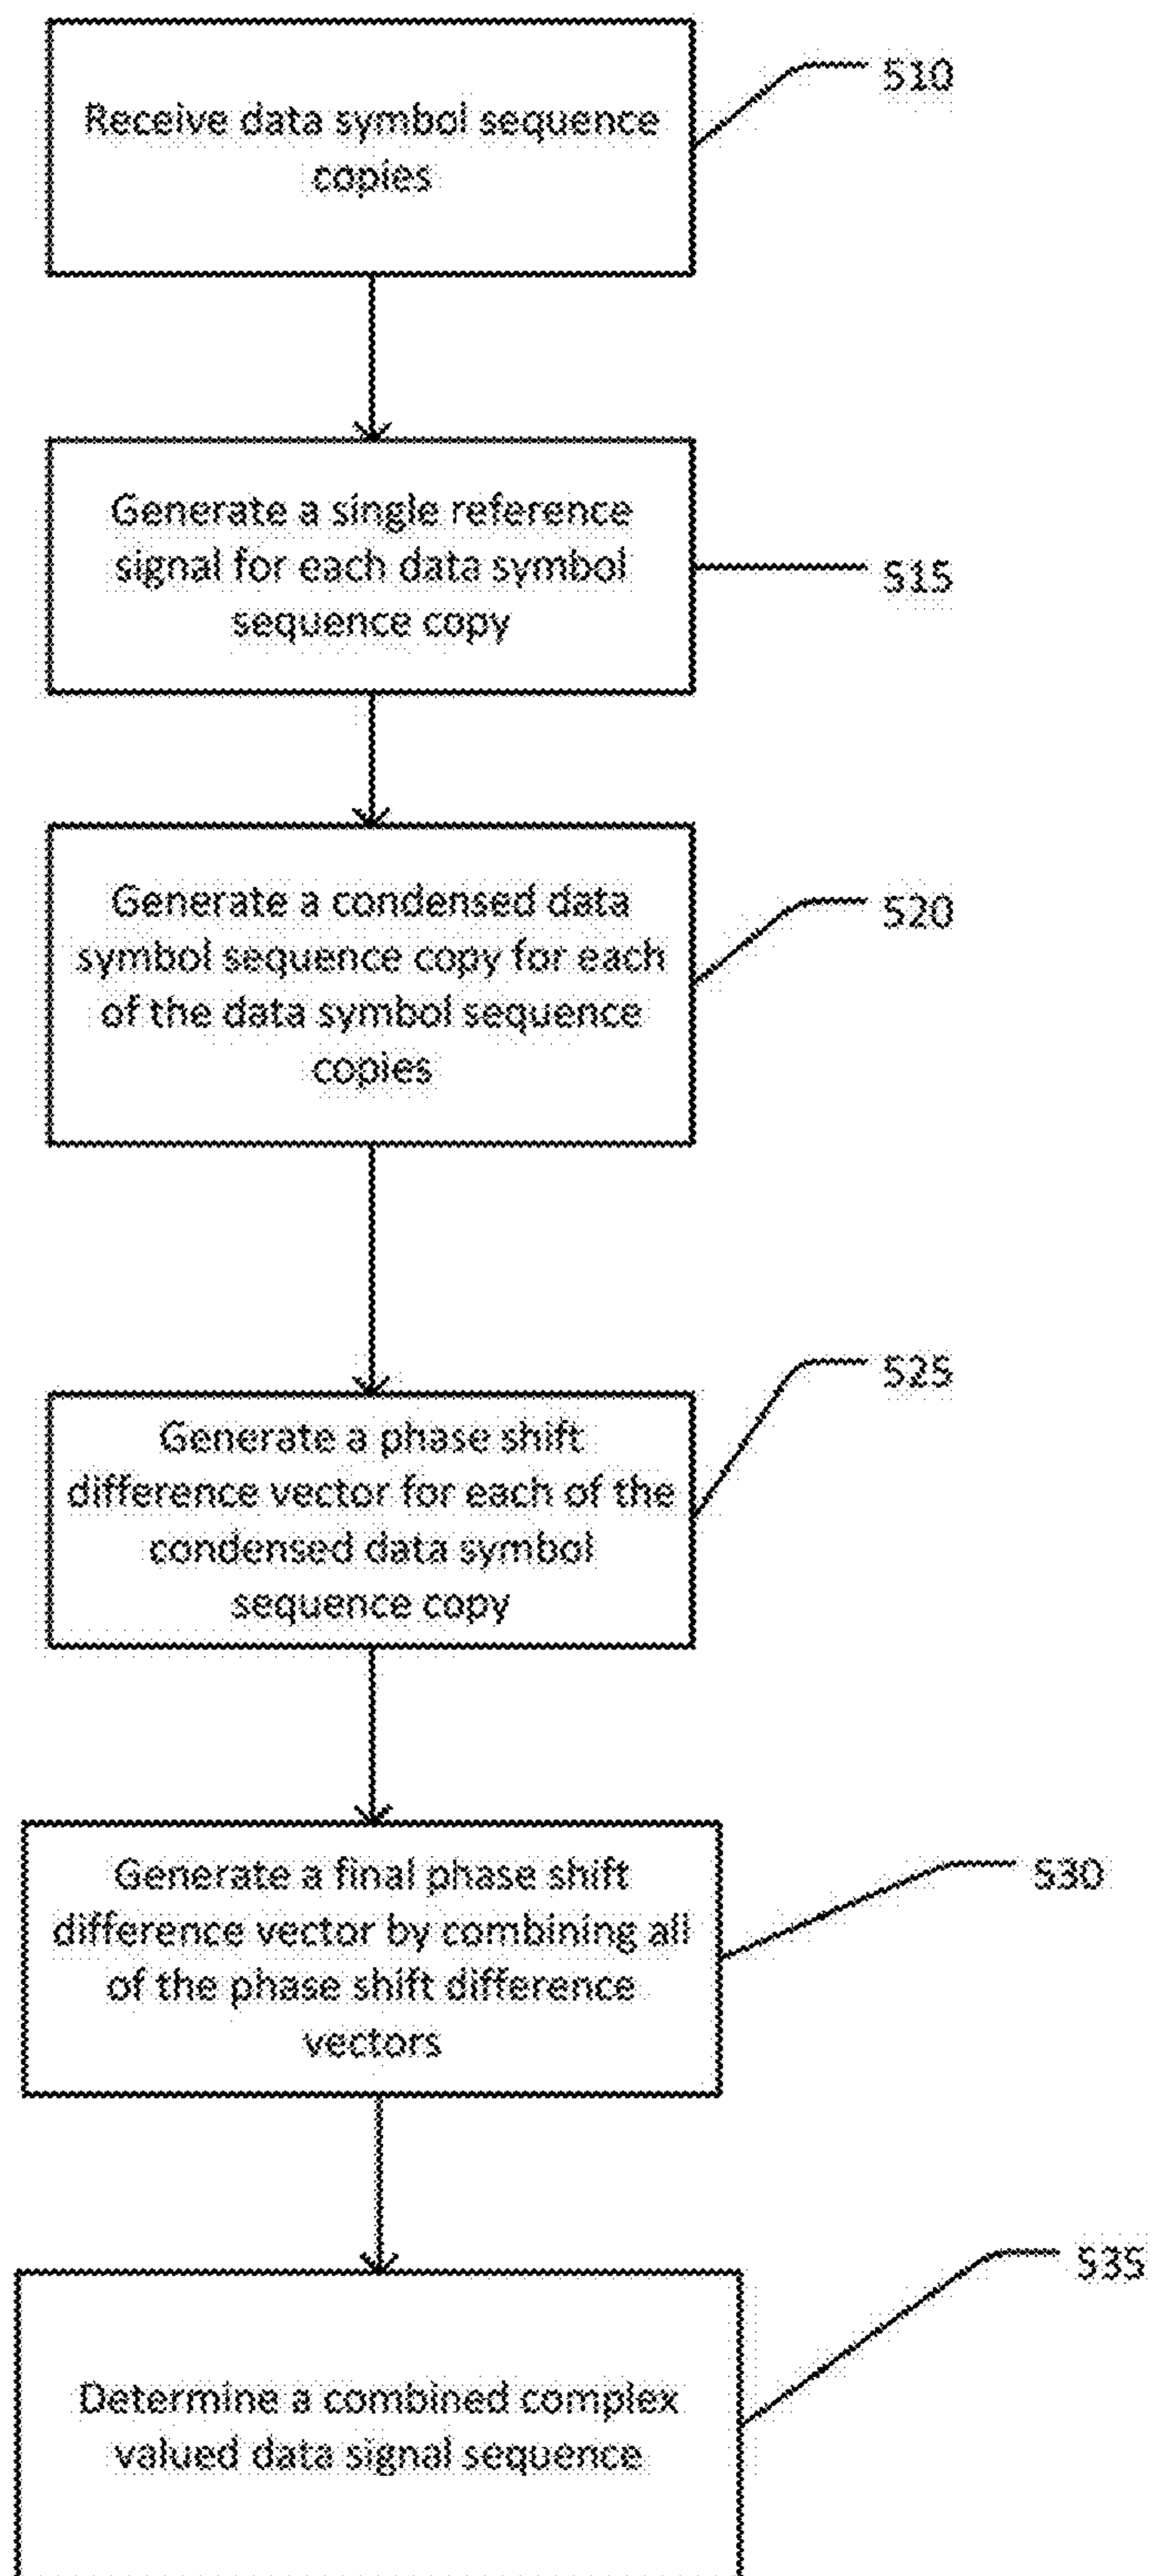 Receive data symbol sequence
copies
510
Generate a single reference
signal for each data symbol
sequence copy
515
Generate a condensed data
symbol sequence copy for each
of the data symbol sequence
copies
520
Generate a phase shift
difference vector for each of the
condensed data symbol
sequence copy
525
Generate a final phase shift
difference vector by combining all
of the phase shift difference
vectors
530
Determine a combined complex
valued data signal sequence
535